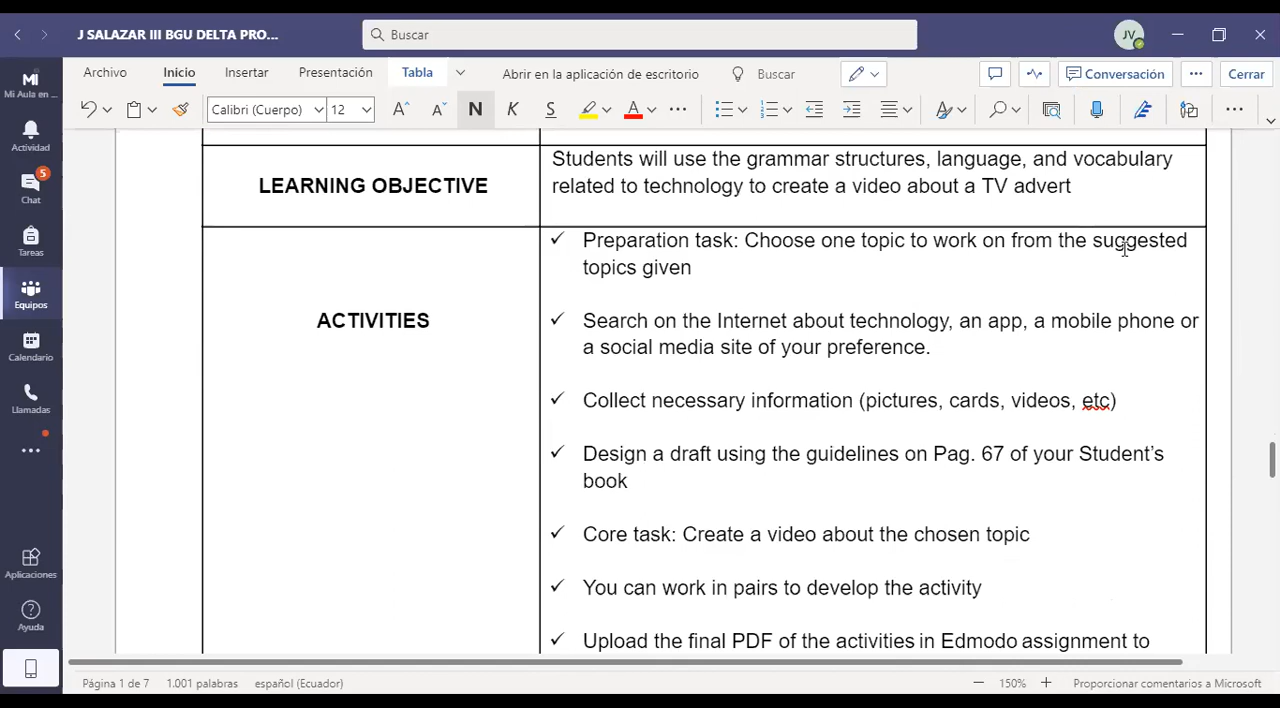 J SALAZAR III BGU DELTA PRO...
Buscar
JV
MI
Mi Aula en ...
Actividad
5
Chat
Tareas
Equipos
Calendario
Llamadas
Aplicaciones
Ayuda
Archivo Inicio Insertar Presentación Tabla Abrir en la aplicación de escritorio Buscar Conversación Cerrar
Calibri (Cuerpo) 12 A A N K S A
LEARNING OBJECTIVE
Students will use the grammar structures, language, and vocabulary
related to technology to create a video about a TV advert
ACTIVITIES
✓ Preparation task: Choose one topic to work on from the suggested
topics given
✓ Search on the Internet about technology, an app, a mobile phone or
a social media site of your preference.
✓ Collect necessary information (pictures, cards, videos, etc)
✓ Design a draft using the guidelines on Pag. 67 of your Student’s
book
✓ Core task: Create a video about the chosen topic
✓ You can work in pairs to develop the activity
✓ Upload the final PDF of the activities in Edmodo assignment to
Página 1 de 7 1.001 palabras español (Ecuador) 150% Proporcionar comentarios a Microsoft